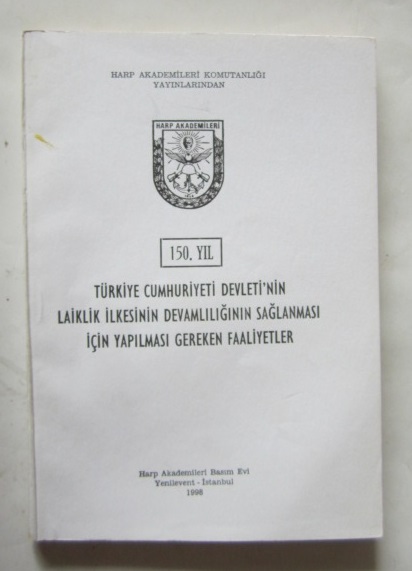 HARP AKADEMİLERİ KOMUTANLIĞI
YAYINLARINDAN
HARP AKADEMİLERİ
150. YIL
TÜRKİYE CUMHURİYETİ DEVLETİ'NİN
LAİKLİK İLKESİNİN DEVAMLILIĞININ SAĞLANMASI
İÇİN YAPILMASI GEREKEN FAALİYETLER
Harp Akademileri Basım Evi
Yenilevent - İstanbul
1998